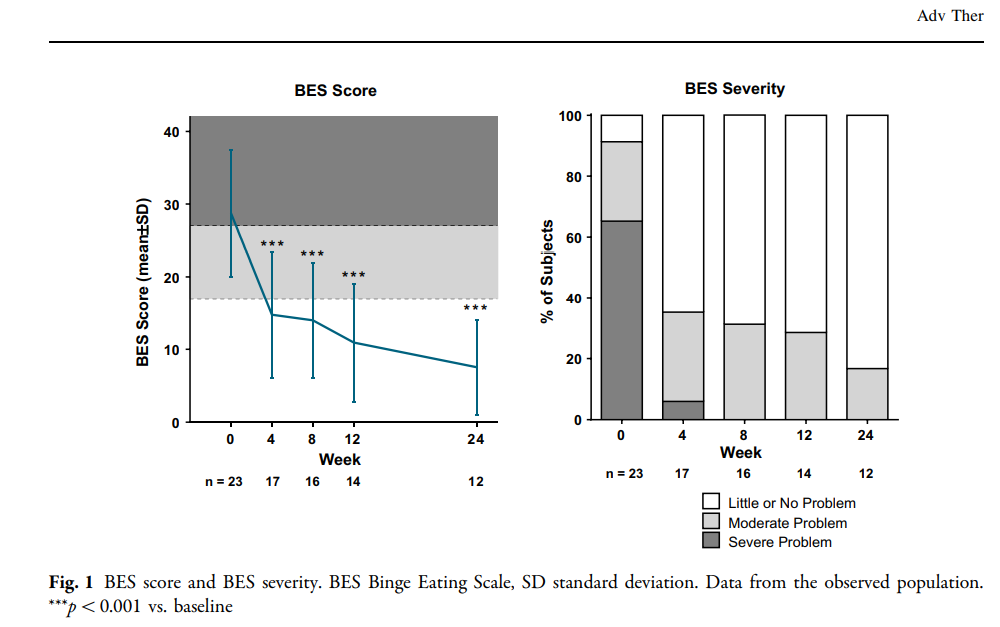 Adv Ther
BES Score
BES Score (mean±SD)
40
30
20
10
0
***
***
***
***
0 4 8 12 24
Week
n = 23 17 16 14 12
BES Severity
% of Subjects
100
80
60
40
20
0
0 4 8 12 24
Week
n = 23 17 16 14 12
Little or No Problem
Moderate Problem
Severe Problem
Fig. 1 BES score and BES severity. BES Binge Eating Scale, SD standard deviation. Data from the observed population.
***p < 0.001 vs. baseline